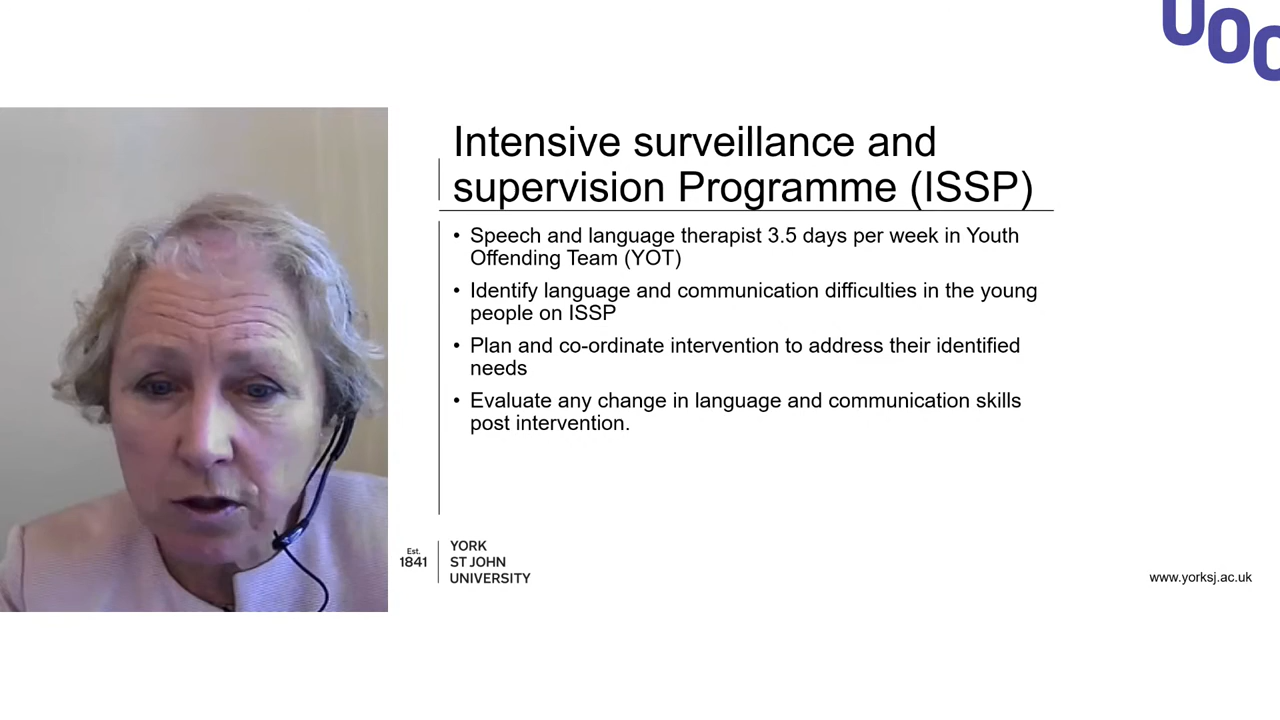 UOC
Intensive surveillance and
supervision Programme (ISSP)
• Speech and language therapist 3.5 days per week in Youth
Offending Team (YOT)
• Identify language and communication difficulties in the young
people on ISSP
• Plan and co-ordinate intervention to address their identified
needs
• Evaluate any change in language and communication skills
post intervention.
Est.
1841
YORK
ST JOHN
UNIVERSITY
www.yorksj.ac.uk